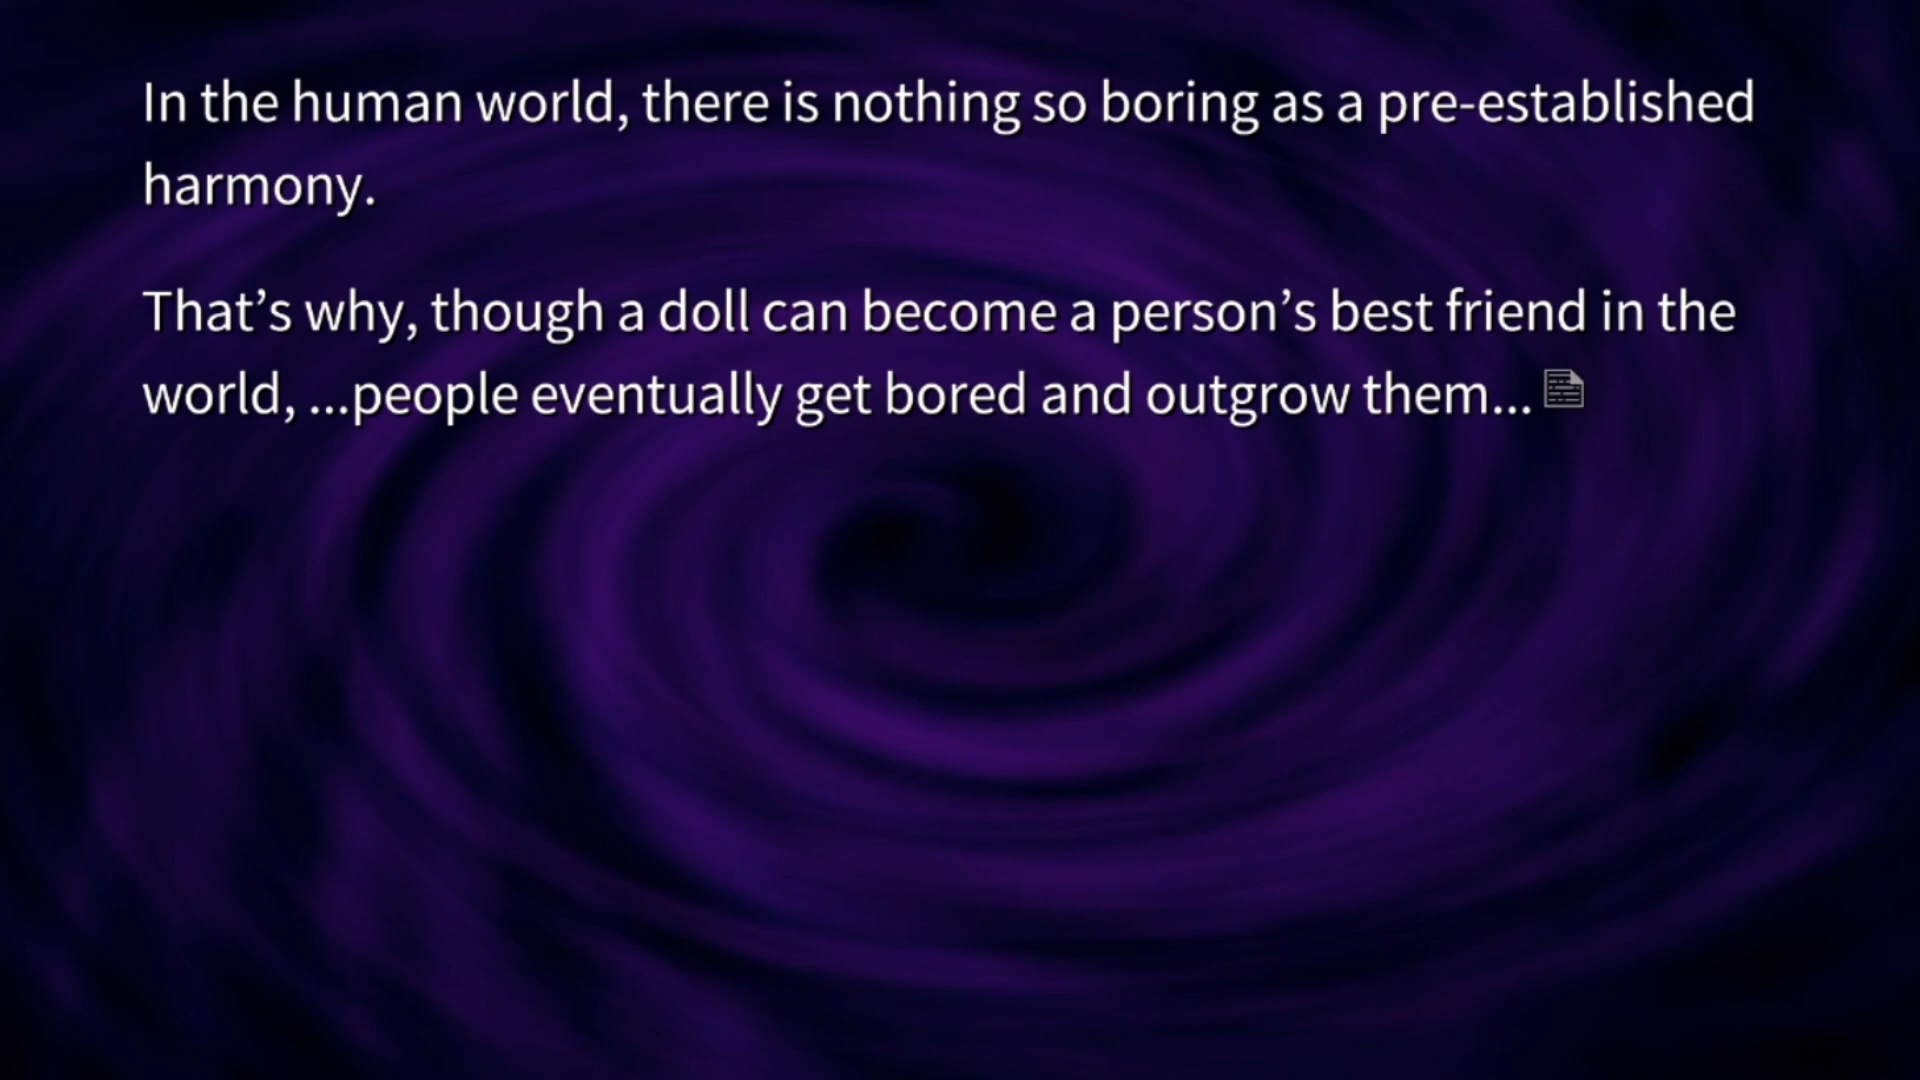 In the human world, there is nothing so boring as a pre-established
harmony.
That’s why, though a doll can become a person’s best friend in the
world, ...people eventually get bored and outgrow them...